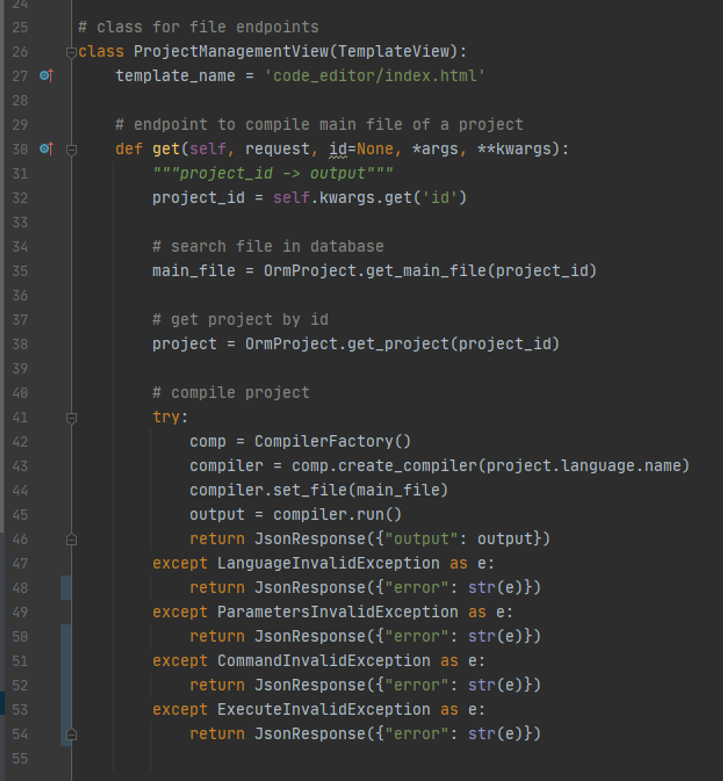 24
25 # class for file endpoints
26 class ProjectManagementView(TemplateView):
27     template_name = 'code_editor/index.html'
28
29     # endpoint to compile main file of a project
30     def get(self, request, id=None, *args, **kwargs):
31         """project_id -> output"""
32         project_id = self.kwargs.get('id')
33
34         # search file in database
35         main_file = OrmProject.get_main_file(project_id)
36
37         # get project by id
38         project = OrmProject.get_project(project_id)
39
40         # compile project
41         try:
42             comp = CompilerFactory()
43             compiler = comp.create_compiler(project.language.name)
44             compiler.set_file(main_file)
45             output = compiler.run()
46             return JsonResponse({"output": output})
47         except LanguageInvalidException as e:
48             return JsonResponse({"error": str(e)})
49         except ParametersInvalidException as e:
50             return JsonResponse({"error": str(e)})
51         except CommandInvalidException as e:
52             return JsonResponse({"error": str(e)})
53         except ExecuteInvalidException as e:
54             return JsonResponse({"error": str(e)})
55